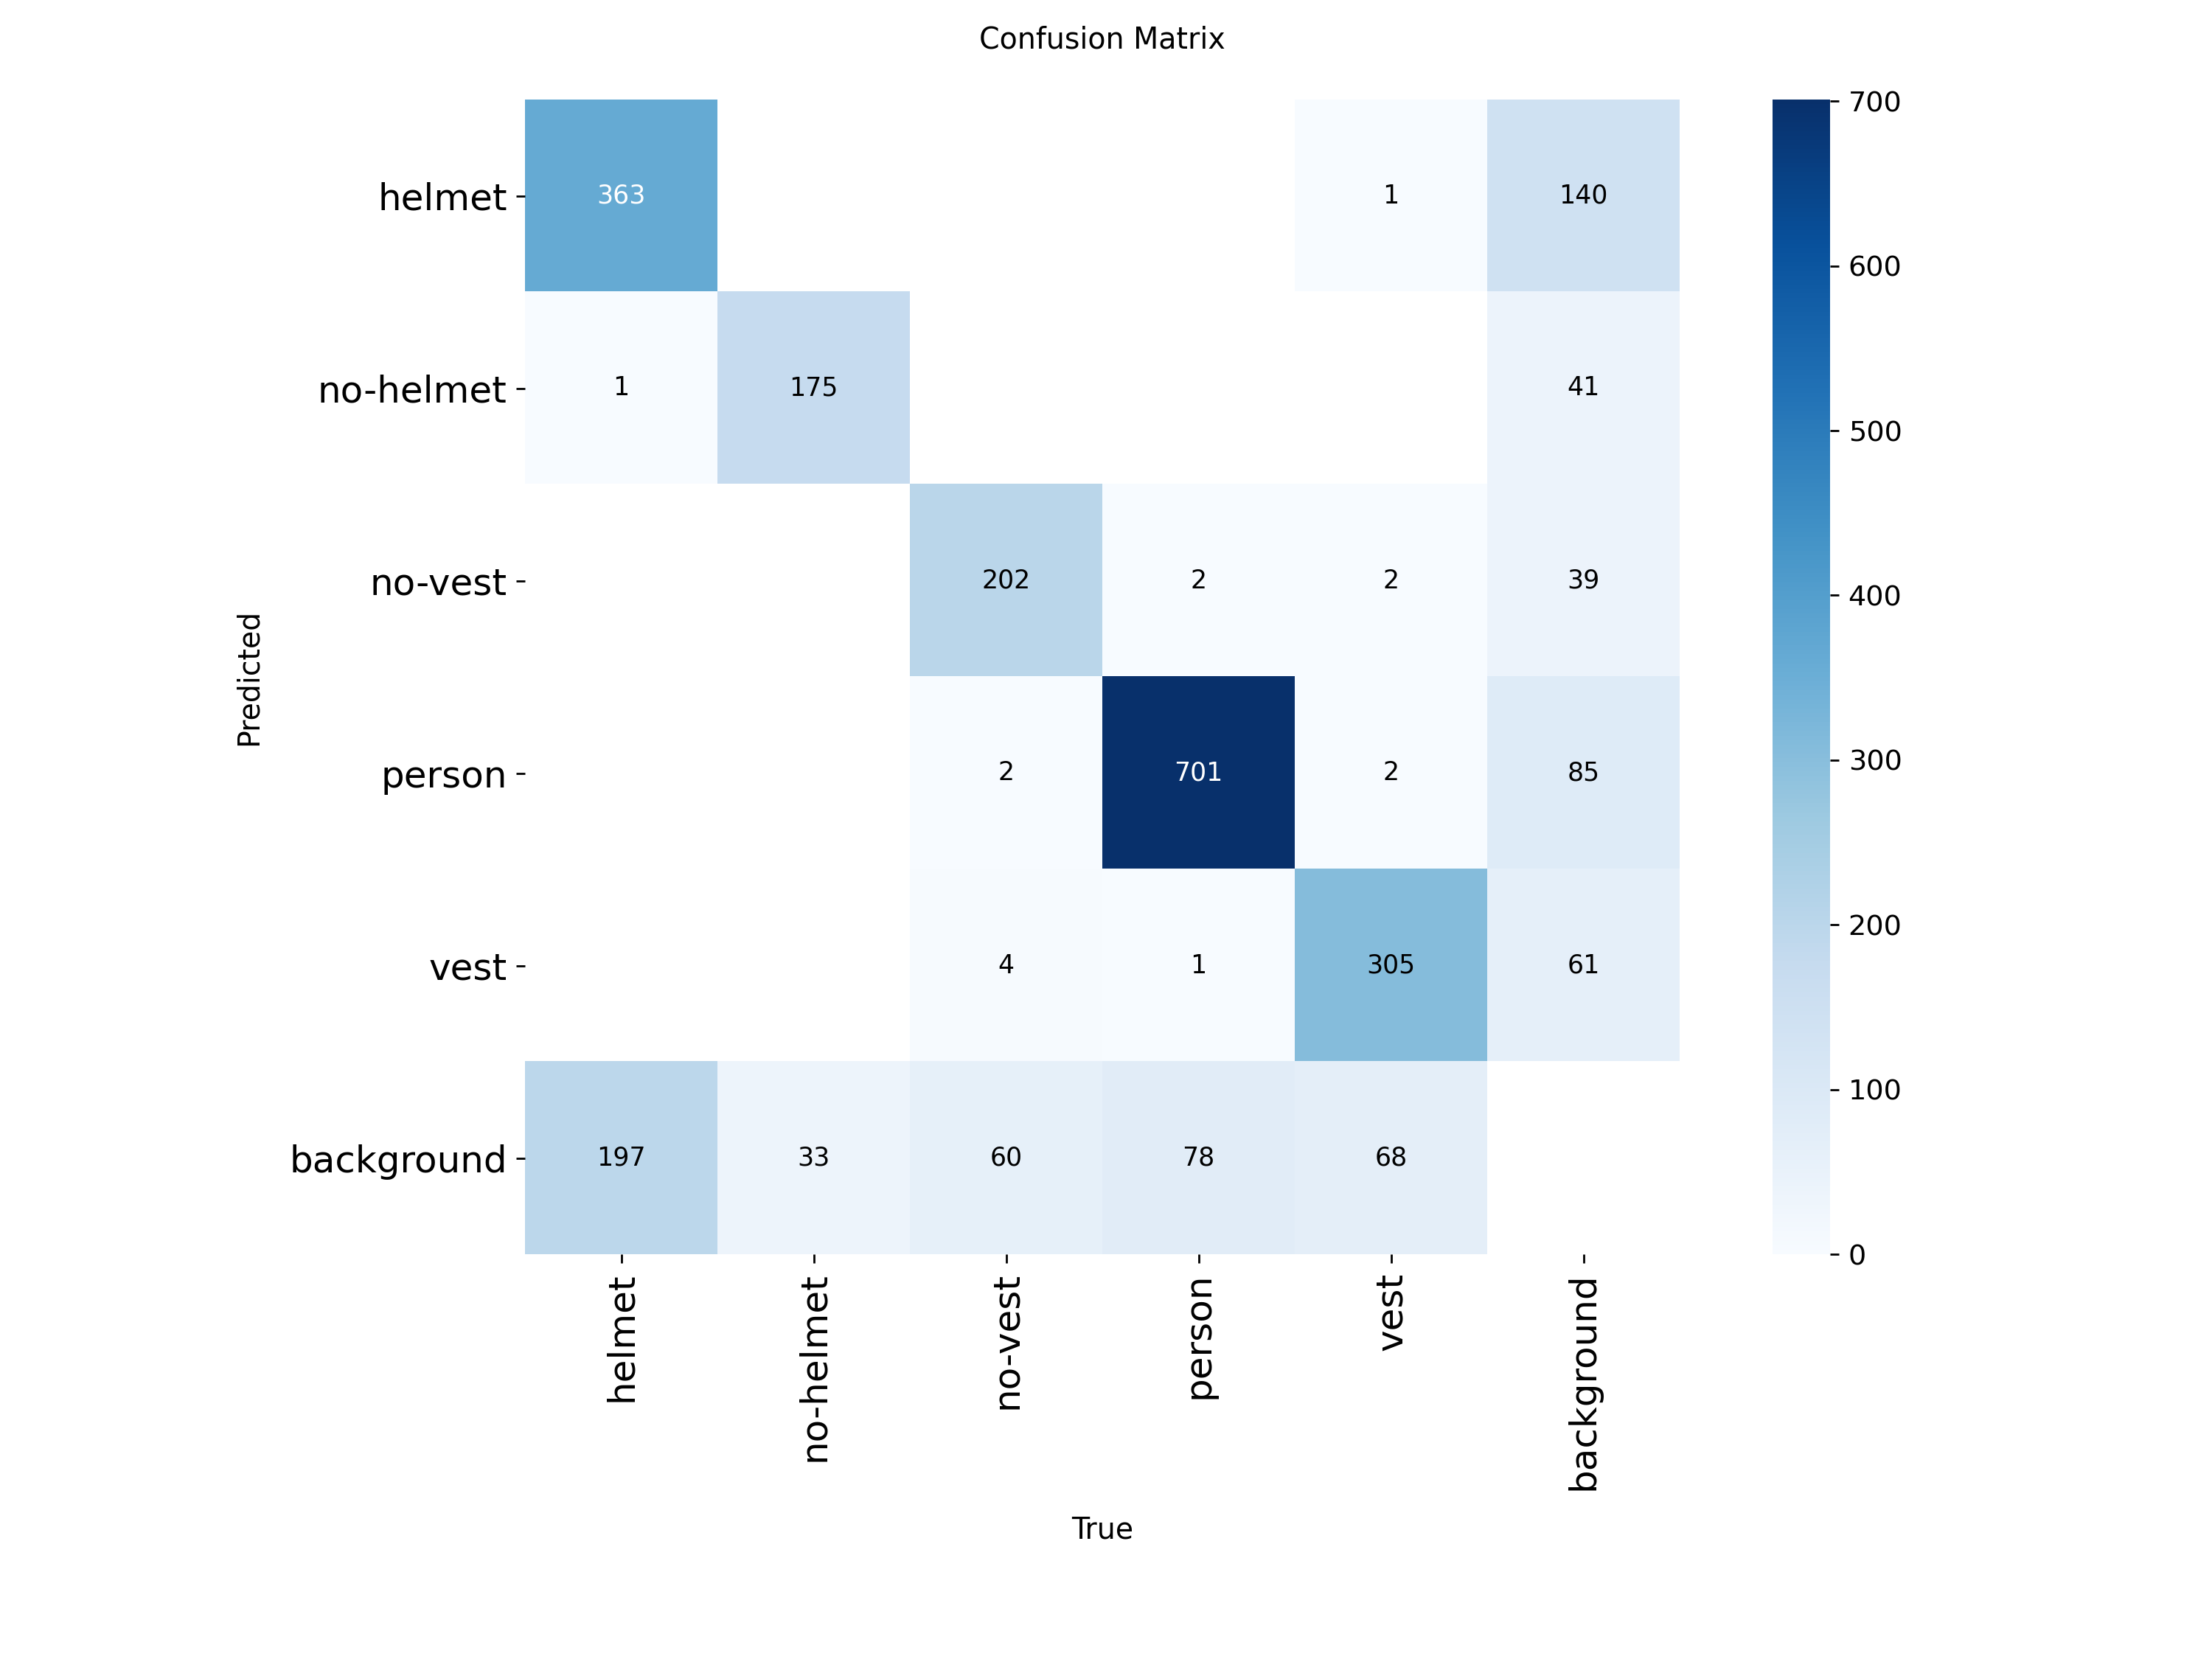 Confusion Matrix
helmet 363 1 140 700
600
no-helmet 1 175 41
500
no-vest 202 2 2 39
400
Predicted
person 2 701 2 85
300
vest 4 1 305 61
200
100
background 197 33 60 78 68
0
helmet no-helmet no-vest person vest background
True